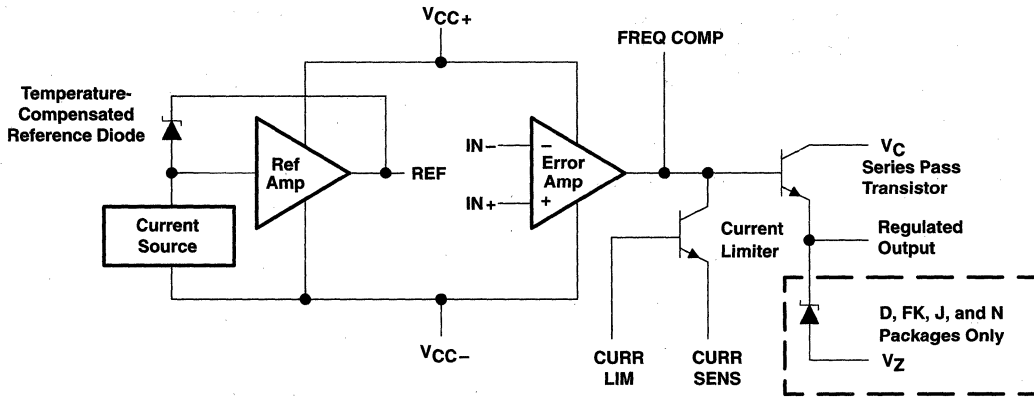 VCC+
FREQ COMP
Temperature-
Compensated
Reference Diode
Ref
Amp
REF
IN−
IN+
−
Error
Amp
+
VC
Series Pass
Transistor
Current
Source
Current
Limiter
Regulated
Output
D, FK, J, and N
Packages Only
VZ
VCC−
CURR
LIM
CURR
SENS